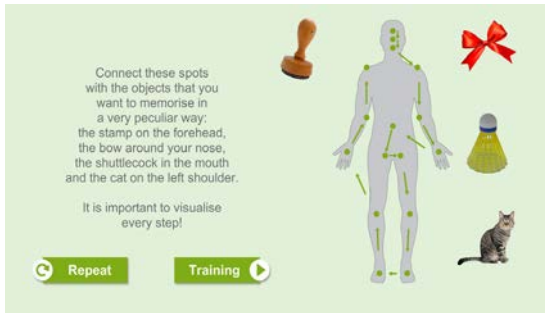 Connect these spots
with the objects that you
want to memorise in
a very peculiar way:
the stamp on the forehead,
the bow around your nose,
the shuttlecock in the mouth
and the cat on the left shoulder.
It is important to visualise
every step!
Repeat
Training